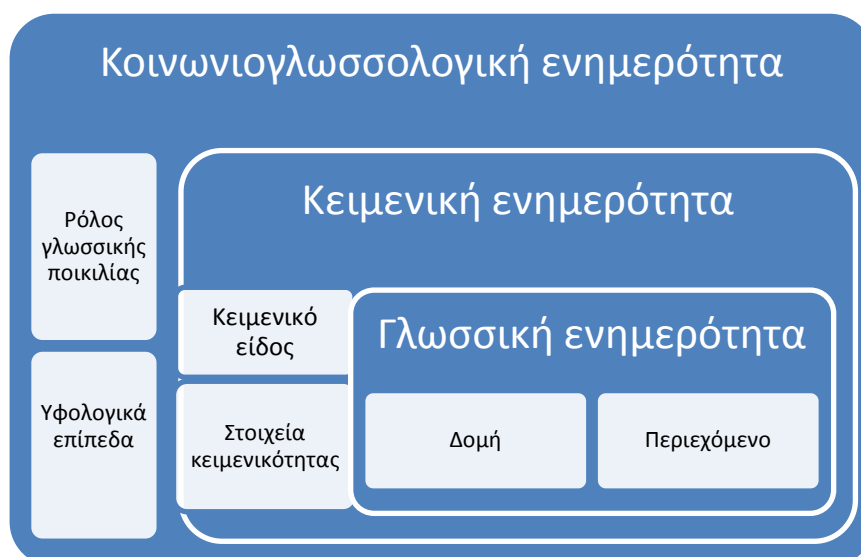 Κοινωνιογλωσσολογική ενημερότητα
Ρόλος
γλωσσικής
ποικιλίας
Υφολογικά
επίπεδα
Κειμενική ενημερότητα
Κειμενικό
είδος
Στοιχεία
κειμενικότητας
Γλωσσική ενημερότητα
Δομή
Περιεχόμενο